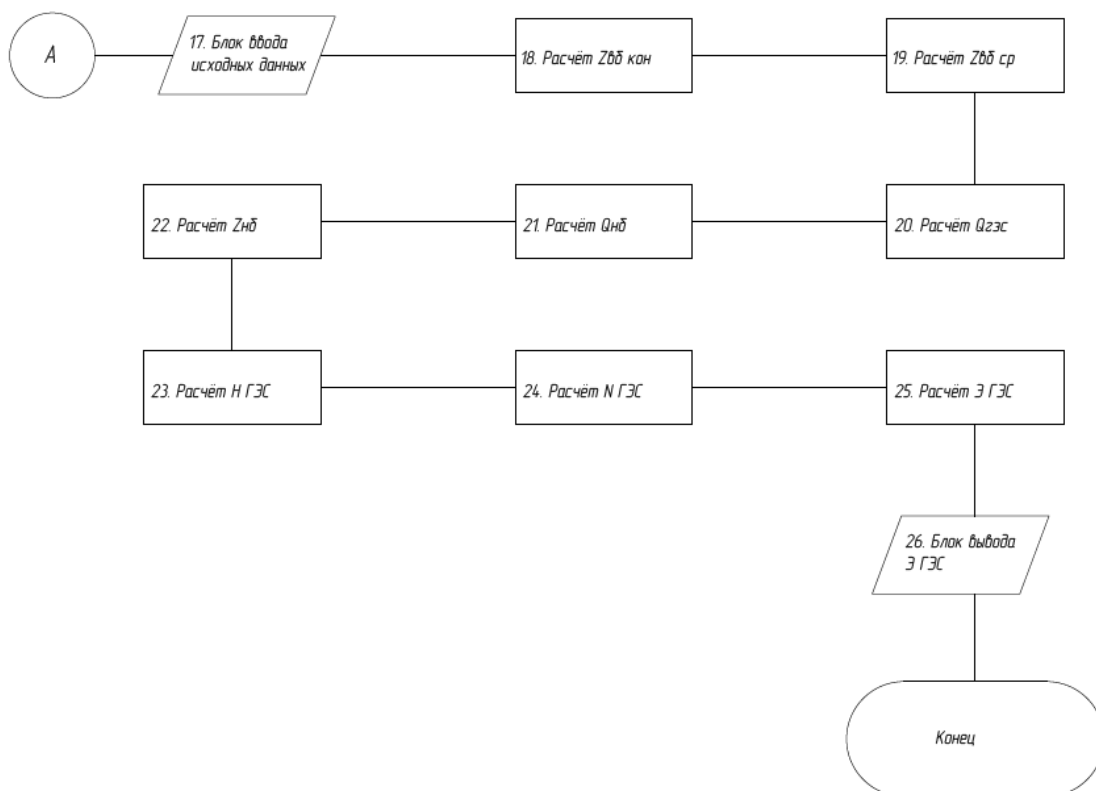 А
17. Блок ввода
исходных данных
18. Расчёт Zвб кон
19. Расчёт Zвб ср
20. Расчёт Qгэс
21. Расчёт Qнб
22. Расчёт Zнб
23. Расчёт Н ГЭС
24. Расчёт N ГЭС
25. Расчёт Э ГЭС
26. Блок вывода
Э ГЭС
Конец